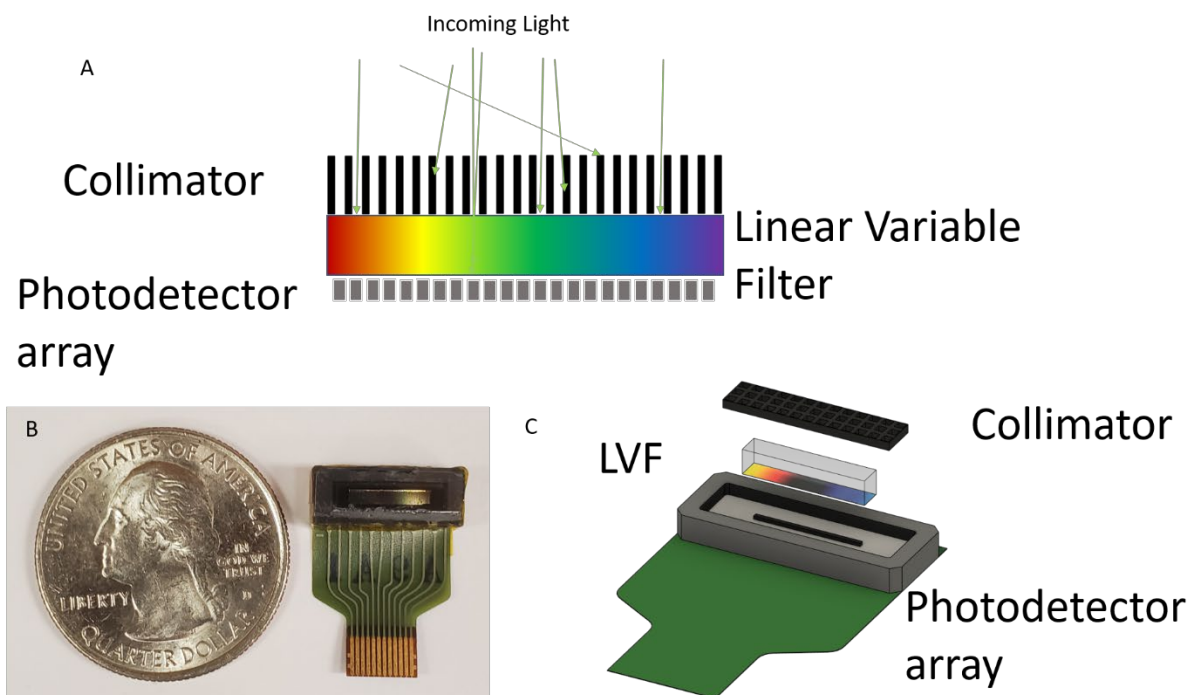 Incoming Light
A
Collimator
Linear Variable
Filter
Photodetector
array
B
UNITED STATES OF AMERICA
LIBERTY
IN
GOD WE
TRUST
D
QUARTER DOLLAR
C
Collimator
LVF
Photodetector
array